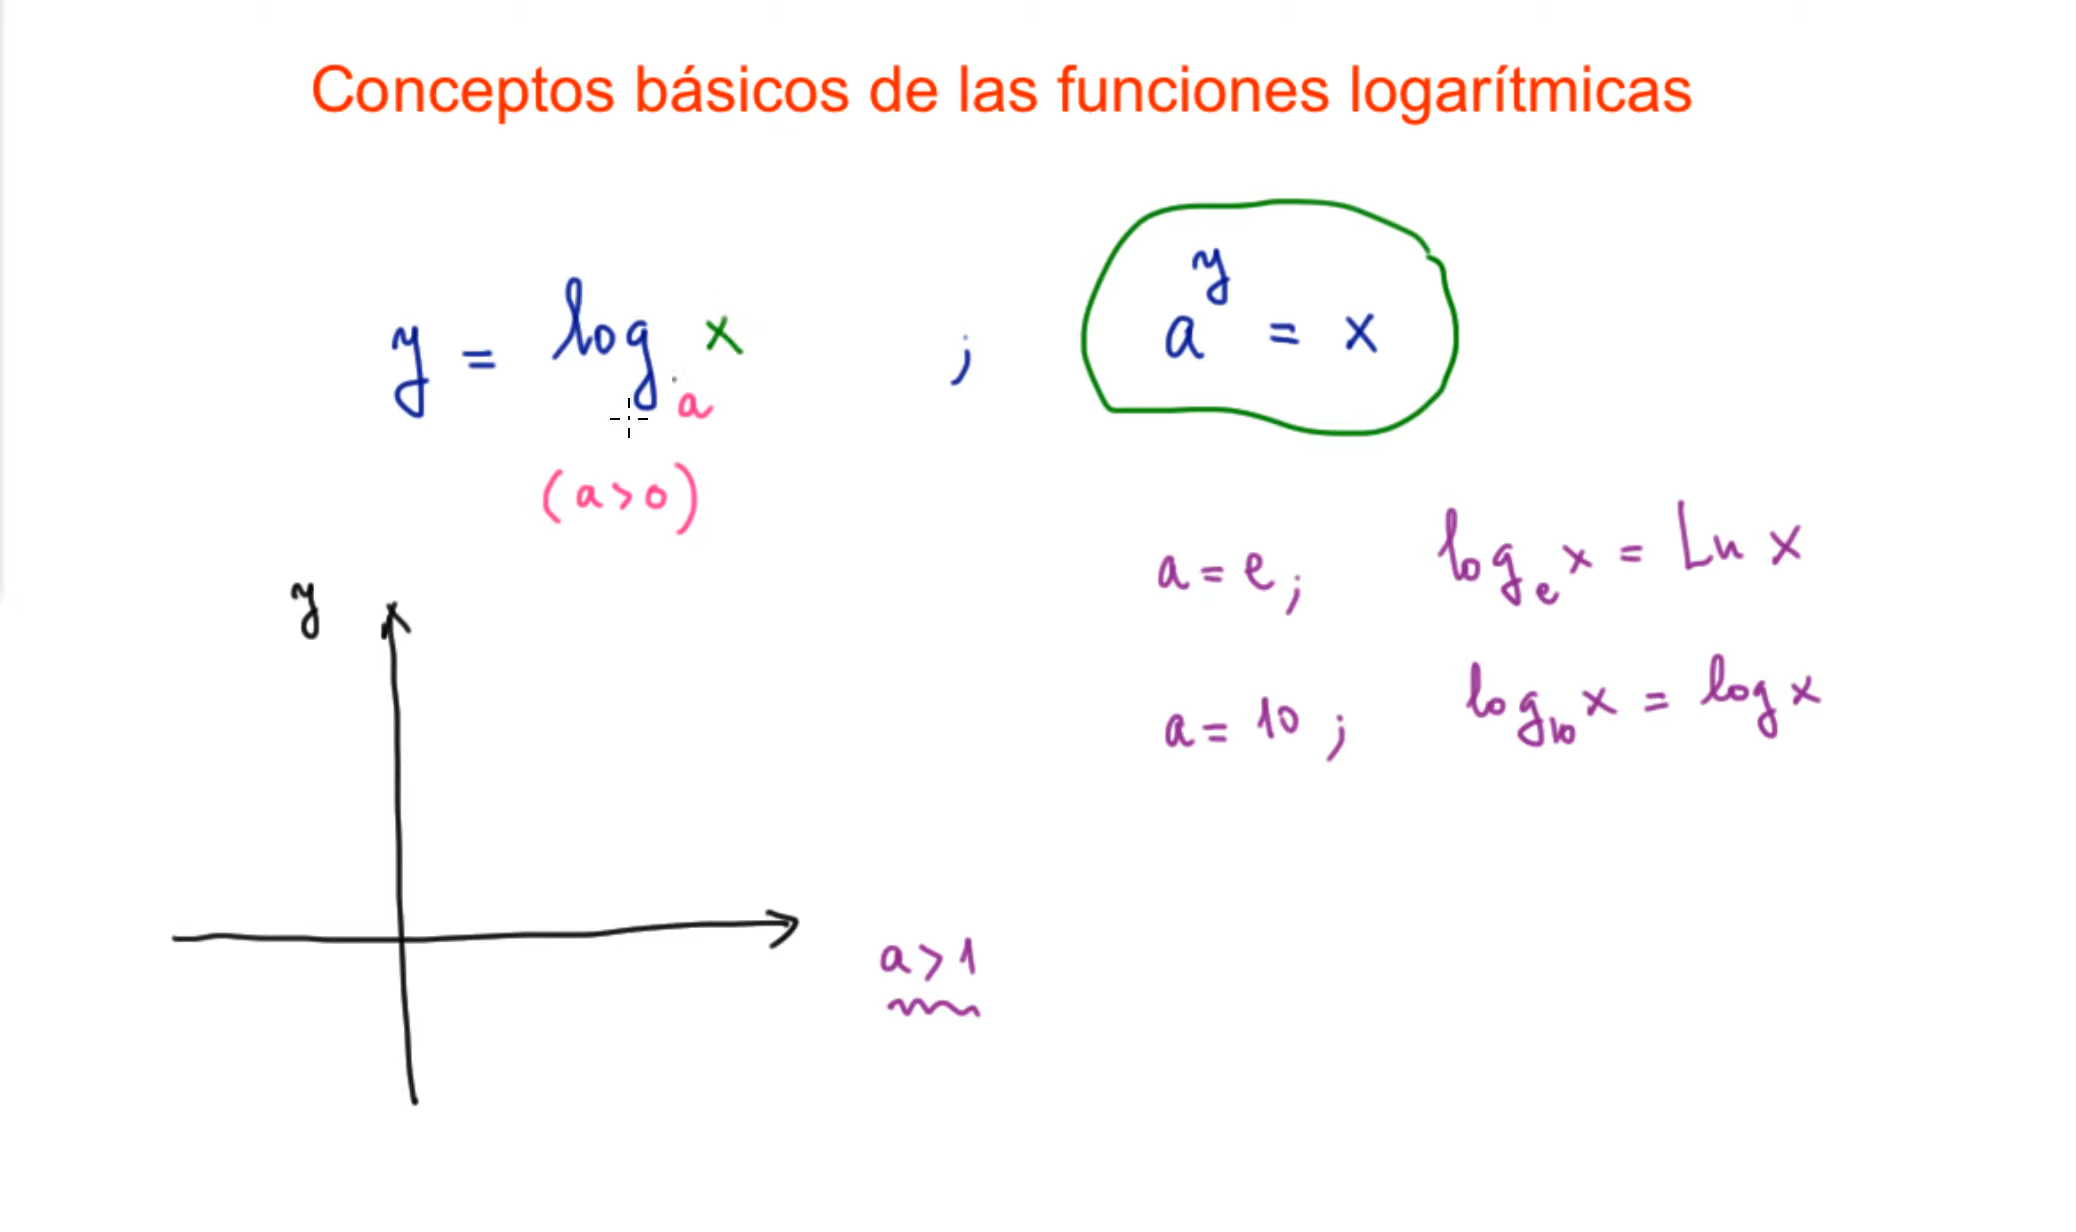 Conceptos básicos de las funciones logarítmicas
y = log_a x ; a^y = x
(a>0)
a = e; log_e x = Ln x
a = 10; log_10 x = log x
y
a>1